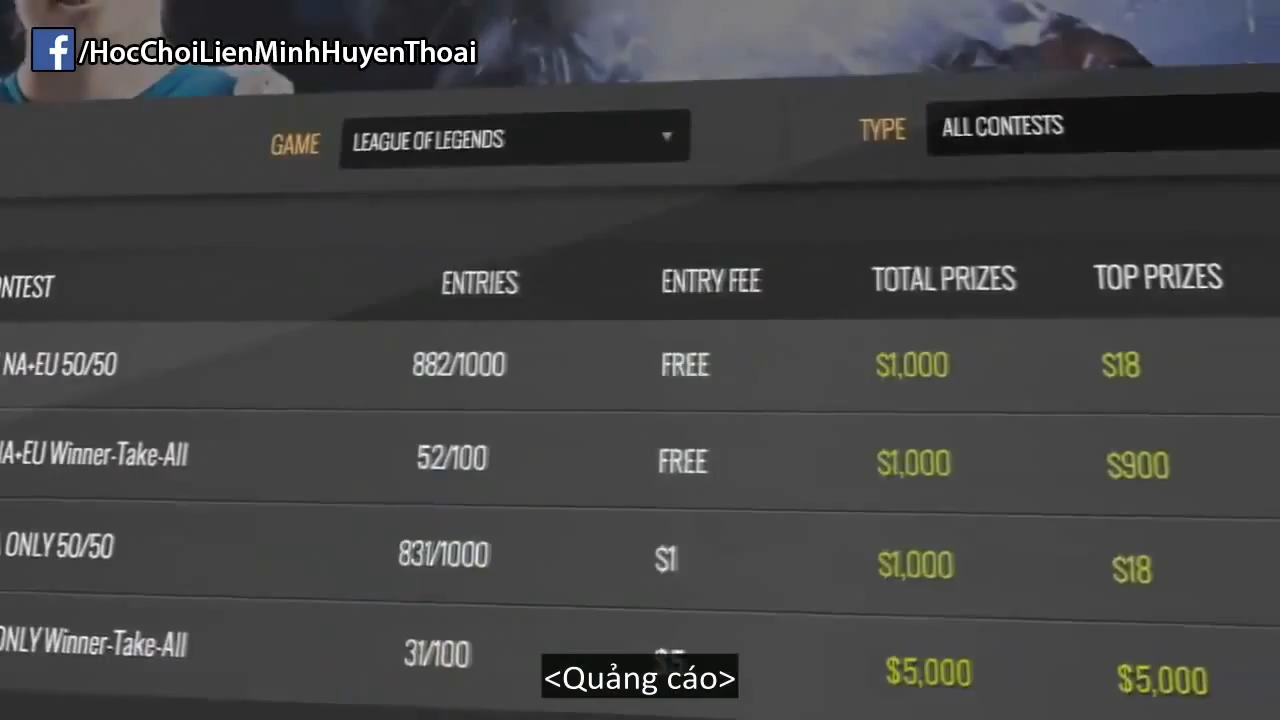 /HocChoiLienMinhHuyenThoai
GAME LEAGUE OF LEGENDS TYPE ALL CONTESTS
ENTRIES ENTRY FEE TOTAL PRIZES TOP PRIZES
NA+EU 50/50 882/1000 FREE $1,000 $18
Winner-Take-All 52/100 FREE $1,000 $900
ONLY 50/50 831/1000 $1 $1,000 $18
Winner-Take-All 31/100 $5,000 $5,000
<Quảng cáo>